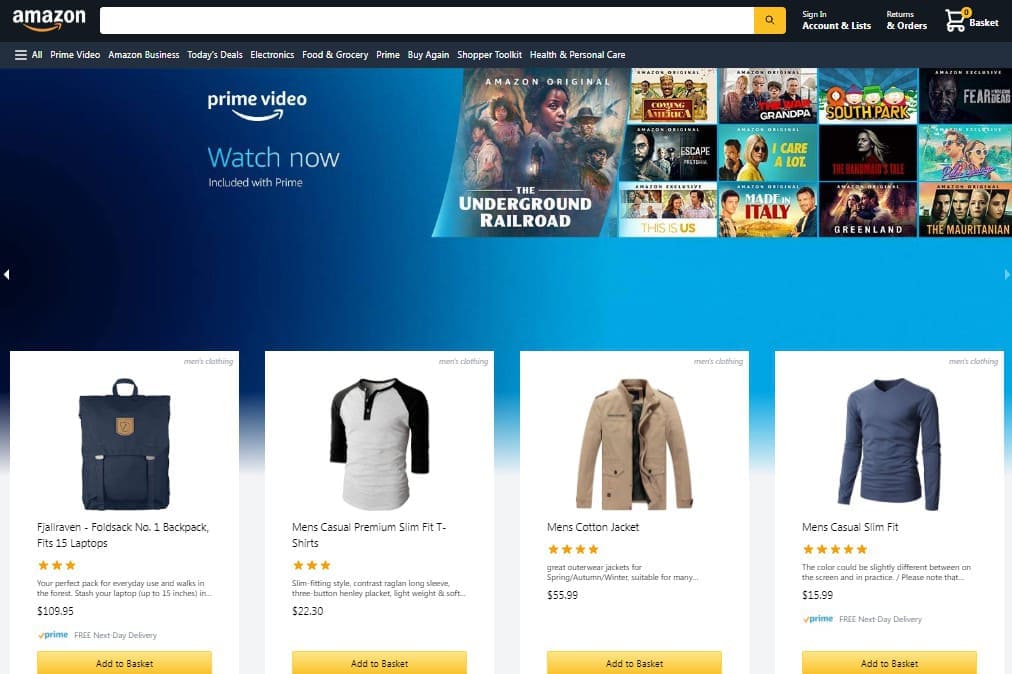 amazon
Sign In
Account & Lists
Returns
& Orders
0
Basket
All Prime Video Amazon Business Today's Deals Electronics Food & Grocery Prime Buy Again Shopper Toolkit Health & Personal Care
prime video
Watch now
Included with Prime
AMAZON ORIGINAL
THE
UNDERGROUND
RAILROAD
AMAZON ORIGINAL
COMING
AMERICA
AMAZON ORIGINAL
THE WAR
GRANDPA
SOUTH PARK
AMAZON EXCLUSIVE
FEAR THE WALKING DEAD
AMAZON ORIGINAL
ESCAPE
PRETORIA
AMAZON ORIGINAL
I CARE
A LOT.
THE HANDMAID'S TALE
AMAZON EXCLUSIVE
AMAZON EXCLUSIVE
THIS IS US
MADE IN
ITALY
AMAZON ORIGINAL
GREENLAND
AMAZON ORIGINAL
THE MAURITANIAN
men's clothing
Fjallraven - Foldsack No. 1 Backpack,
Fits 15 Laptops
Your perfect pack for everyday use and walks in
the forest. Stash your laptop (up to 15 inches) in...
$109.95
prime FREE Next-Day Delivery
Add to Basket
men's clothing
Mens Casual Premium Slim Fit T-
Shirts
Slim-fitting style, contrast raglan long sleeve,
three-button henley placket, light weight & soft...
$22.30
Add to Basket
men's clothing
Mens Cotton Jacket
great outerwear jackets for
Spring/Autumn/Winter, suitable for many...
$55.99
Add to Basket
men's clothing
Mens Casual Slim Fit
The color could be slightly different between on
the screen and in practice. / Please note that...
$15.99
prime FREE Next-Day Delivery
Add to Basket